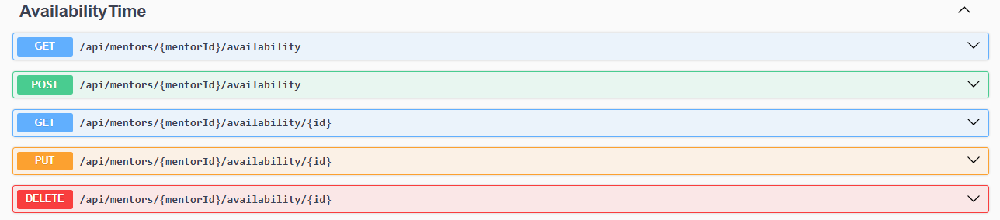 AvailabilityTime
GET /api/mentors/{mentorId}/availability
POST /api/mentors/{mentorId}/availability
GET /api/mentors/{mentorId}/availability/{id}
PUT /api/mentors/{mentorId}/availability/{id}
DELETE /api/mentors/{mentorId}/availability/{id}